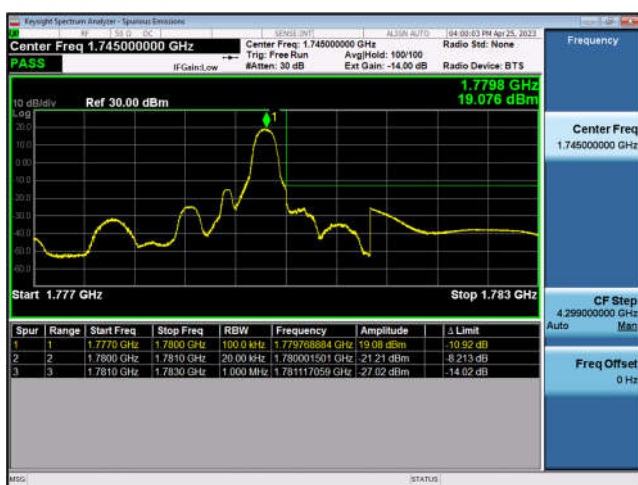 Keysight Spectrum Analyzer - Spurious Emissions
RF 50 Ω DC SENSE:INT ALIGN AUTO 04:00:03 PM Apr 25, 2023
Center Freq 1.745000000 GHz Center Freq: 1.745000000 GHz Radio Std: None Frequency
PASS Trig: Free Run Avg|Hold: 100/100
IFGain:Low #Atten: 30 dB Ext Gain: -14.00 dB Radio Device: BTS
1.7798 GHz
10 dB/div Ref 30.00 dBm 19.076 dBm
Log
20.0
10.0
0.00
-10.0
-20.0
-30.0
-40.0
-50.0
-60.0
1
Center Freq
1.745000000 GHz
Start 1.777 GHz Stop 1.783 GHz
CF Step
4.299000000 GHz
Auto Man
Spur Range Start Freq Stop Freq RBW Frequency Amplitude Δ Limit
1 1 1.7770 GHz 1.7800 GHz 100.0 kHz 1.779768884 GHz 19.08 dBm -10.92 dB
2 2 1.7800 GHz 1.7810 GHz 20.00 kHz 1.780001501 GHz -21.21 dBm -8.213 dB
3 3 1.7810 GHz 1.7830 GHz 1.000 MHz 1.781117059 GHz -27.02 dBm -14.02 dB
Freq Offset
0 Hz
MSG STATUS